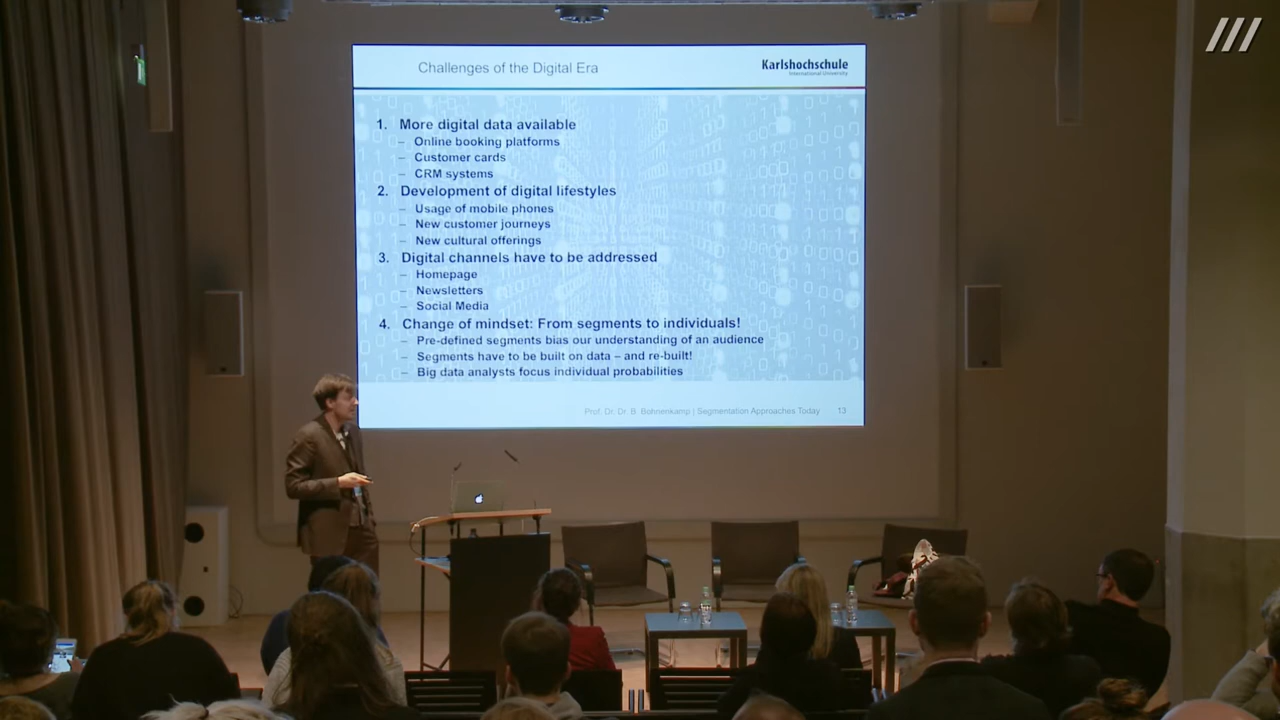 Challenges of the Digital Era
Karlshochschule
International University
1. More digital data available
– Online booking platforms
– Customer cards
– CRM systems
2. Development of digital lifestyles
– Usage of mobile phones
– New customer journeys
– New cultural offerings
3. Digital channels have to be addressed
– Homepage
– Newsletters
– Social Media
4. Change of mindset: From segments to individuals!
– Pre-defined segments bias our understanding of an audience
– Segments have to be built on data – and re-built!
– Big data analysts focus individual probabilities
Prof. Dr. Dr. B. Bohnenkamp | Segmentation Approaches Today 13